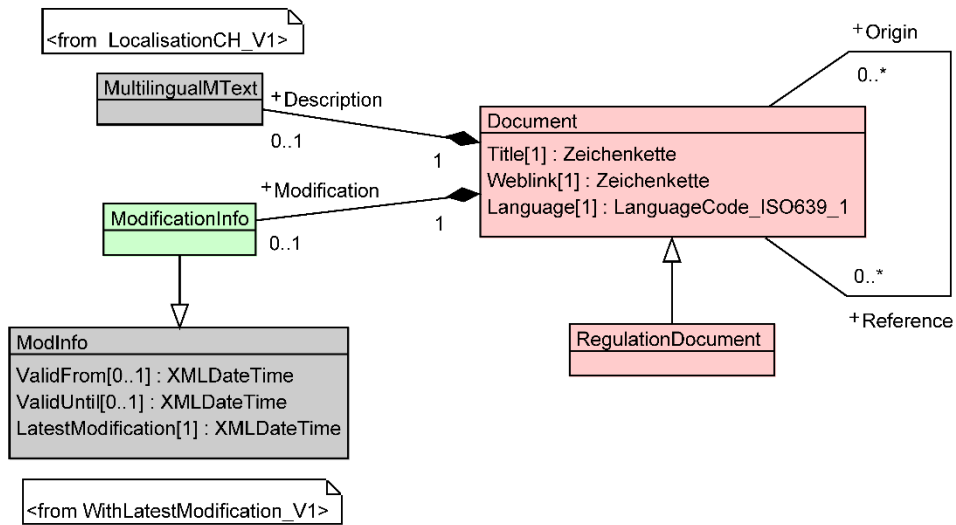 <from LocalisationCH_V1>
MultilingualMText
+Description
0..1
1
+Origin
0..*
Document
Title[1] : Zeichenkette
Weblink[1] : Zeichenkette
Language[1] : LanguageCode_ISO639_1
+Modification
0..1
1
ModificationInfo
0..*
+Reference
RegulationDocument
ModInfo
ValidFrom[0..1] : XMLDateTime
ValidUntil[0..1] : XMLDateTime
LatestModification[1] : XMLDateTime
<from WithLatestModification_V1>